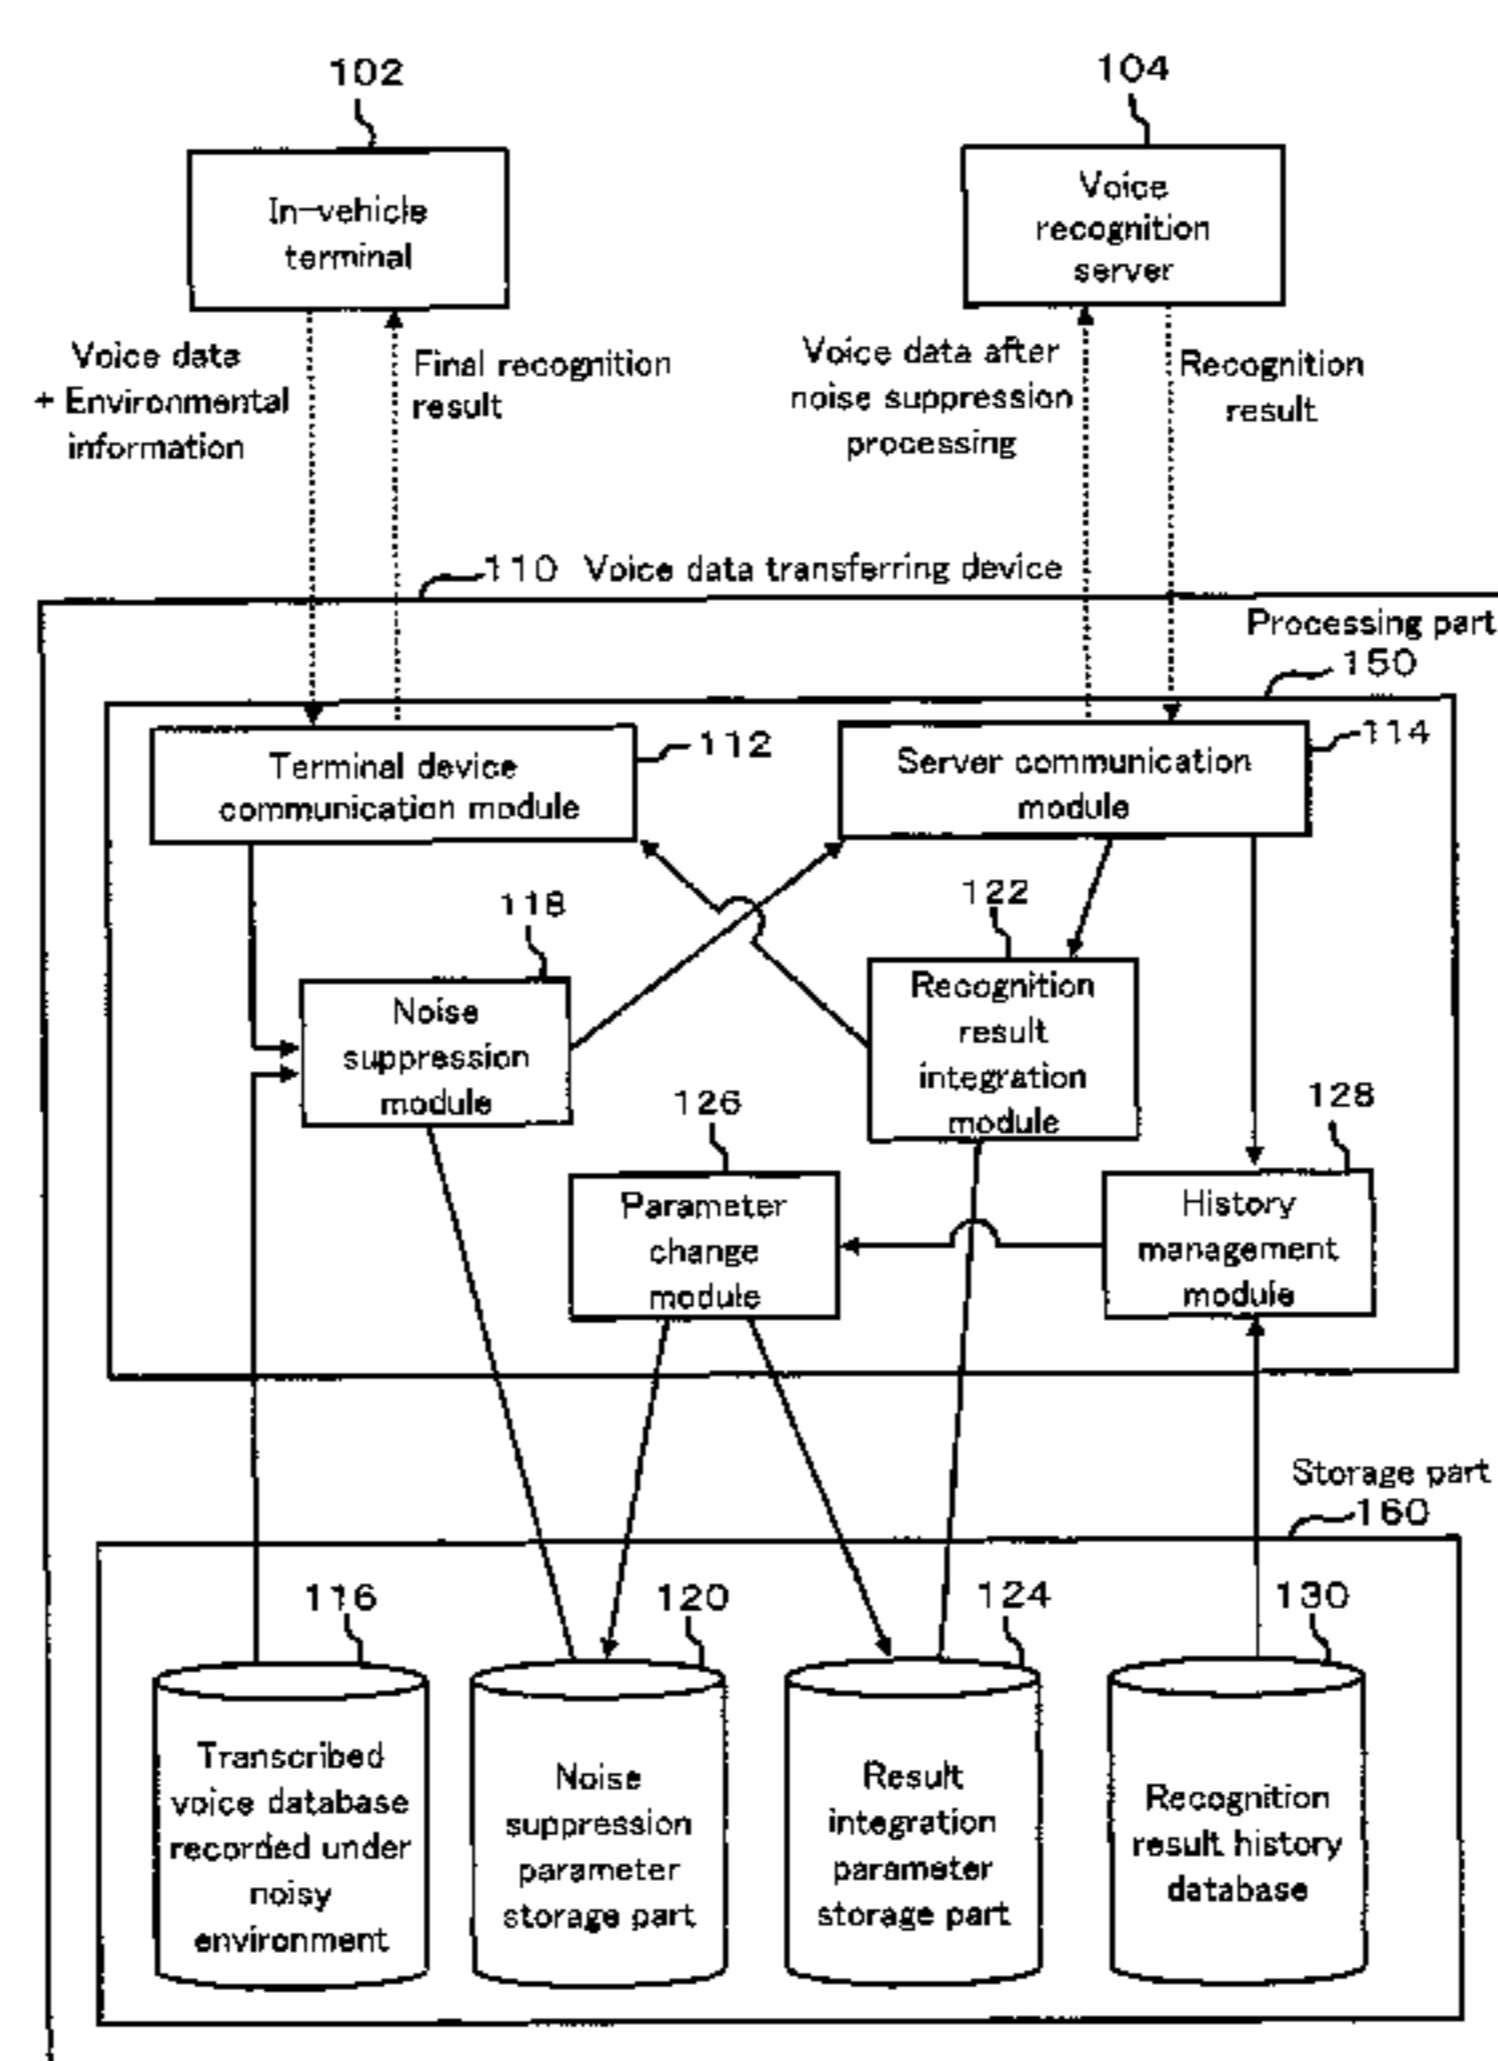 102
104
In-vehicle
terminal
Voice
recognition
server
Voice data
+ Environmental
information
Final recognition
result
Voice data after
noise suppression
processing
Recognition
result
110 Voice data transferring device
Processing part
150
Terminal device
communication module
112
Server communication
module
114
118
122
Noise
suppression
module
Recognition
result
integration
module
126
128
Parameter
change
module
History
management
module
Storage part
160
116
120
124
130
Transcribed
voice database
recorded under
noisy
environment
Noise
suppression
parameter
storage part
Result
integration
parameter
storage part
Recognition
result history
database